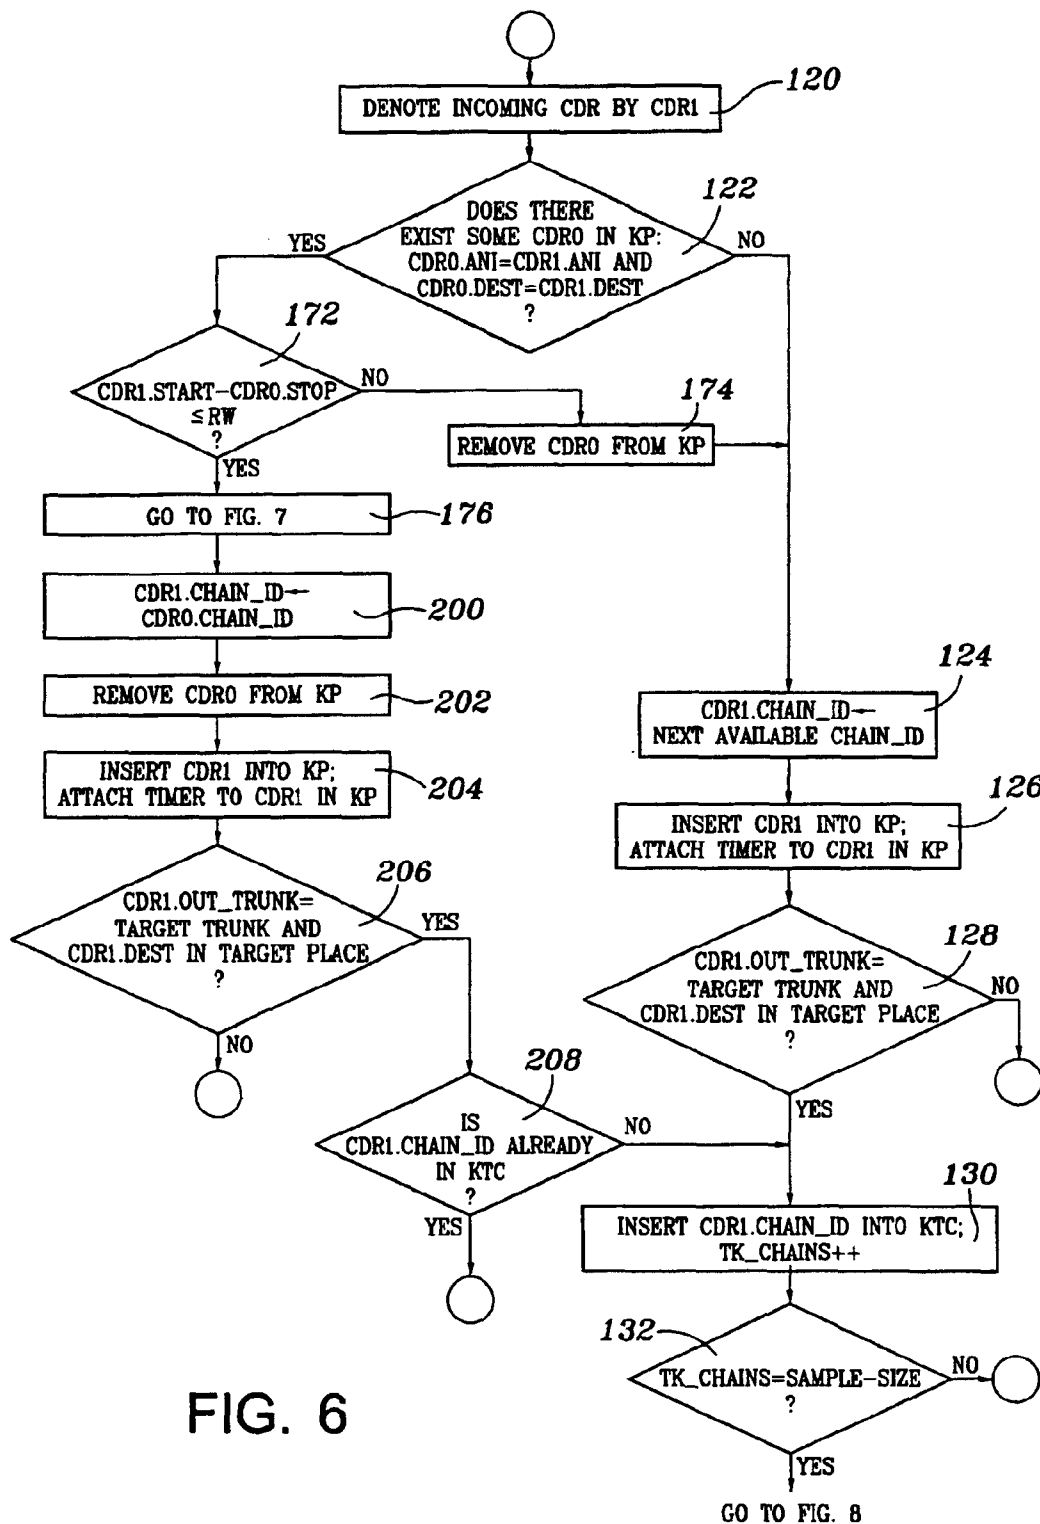 120
DENOTE INCOMING CDR BY CDR1
122
DOES THERE
EXIST SOME CDR0 IN KP:
CDR0.ANI=CDR1.ANI AND
CDR0.DEST=CDR1.DEST
?
YES
NO
172
CDR1.START-CDR0.STOP
≤RW
?
NO
YES
174
REMOVE CDR0 FROM KP
GO TO FIG. 7
176
CDR1.CHAIN_ID←
CDR0.CHAIN_ID
200
REMOVE CDR0 FROM KP
202
INSERT CDR1 INTO KP;
ATTACH TIMER TO CDR1 IN KP
204
124
CDR1.CHAIN_ID←
NEXT AVAILABLE CHAIN_ID
126
INSERT CDR1 INTO KP;
ATTACH TIMER TO CDR1 IN KP
206
CDR1.OUT_TRUNK=
TARGET TRUNK AND
CDR1.DEST IN TARGET PLACE
?
YES
NO
128
CDR1.OUT_TRUNK=
TARGET TRUNK AND
CDR1.DEST IN TARGET PLACE
?
NO
YES
208
IS
CDR1.CHAIN_ID ALREADY
IN KTC
?
NO
YES
130
INSERT CDR1.CHAIN_ID INTO KTC;
TK_CHAINS++
132
TK_CHAINS=SAMPLE-SIZE
?
NO
YES
GO TO FIG. 8
FIG. 6